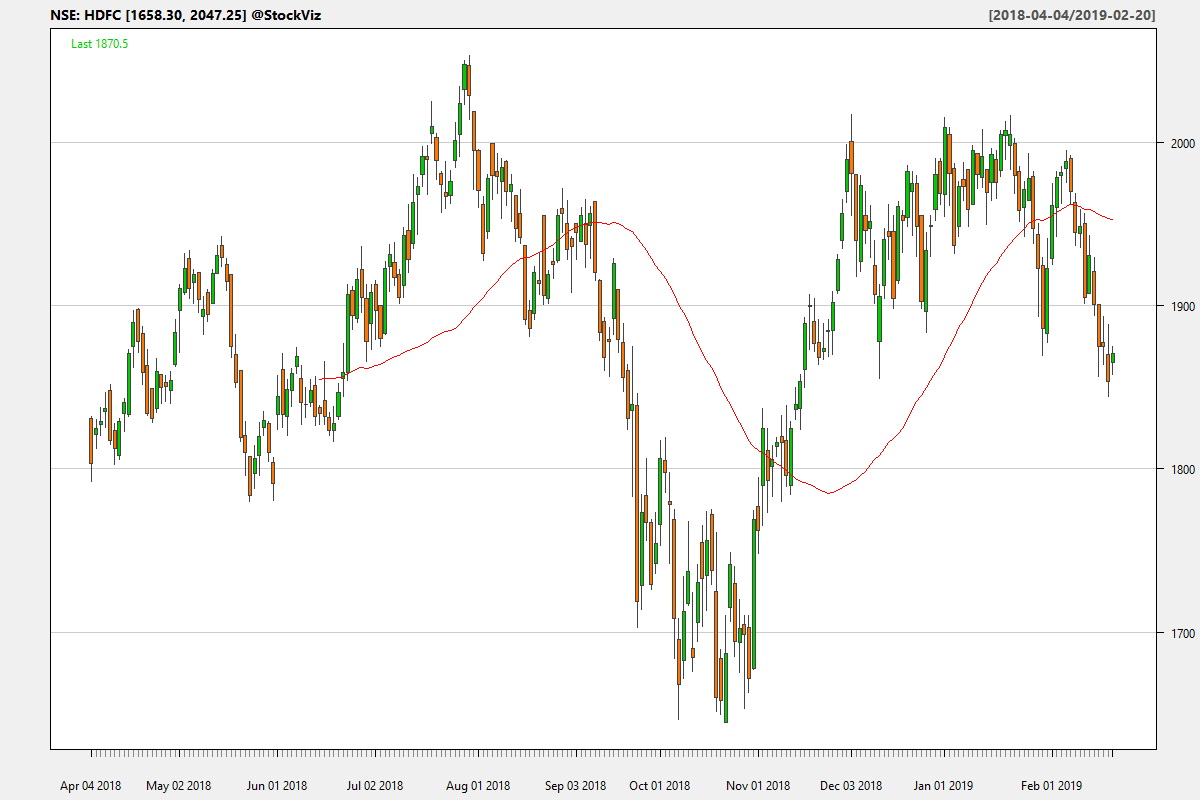 NSE: HDFC [1658.30, 2047.25] @StockViz
[2018-04-04/2019-02-20]
Last 1870.5
2000
1900
1800
1700
Apr 04 2018 May 02 2018 Jun 01 2018 Jul 02 2018 Aug 01 2018 Sep 03 2018 Oct 01 2018 Nov 01 2018 Dec 03 2018 Jan 01 2019 Feb 01 2019